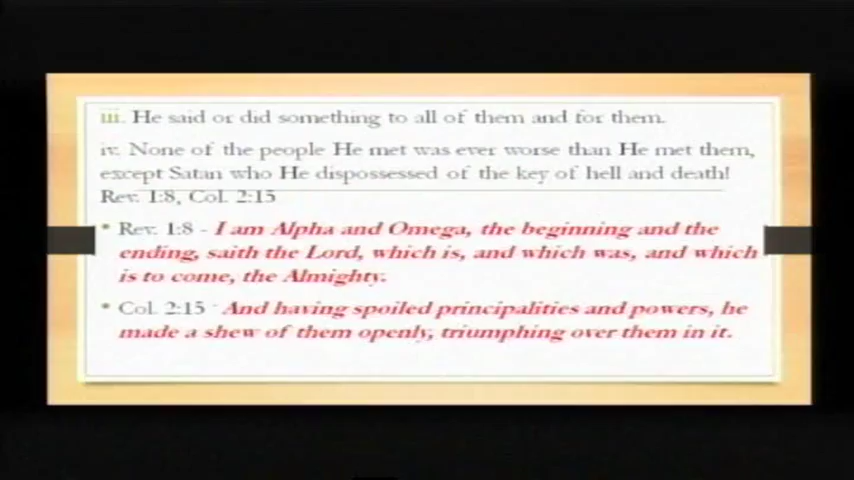 iii. He said or did something to all of them and for them.
iv. None of the people He met was ever worse than He met them,
except Satan who He dispossessed of the key of hell and death!
Rev. 1:8, Col. 2:15
• Rev. 1:8 - I am Alpha and Omega, the beginning and the
ending, saith the Lord, which is, and which was, and which
is to come, the Almighty.
• Col. 2:15 - And having spoiled principalities and powers, he
made a shew of them openly, triumphing over them in it.